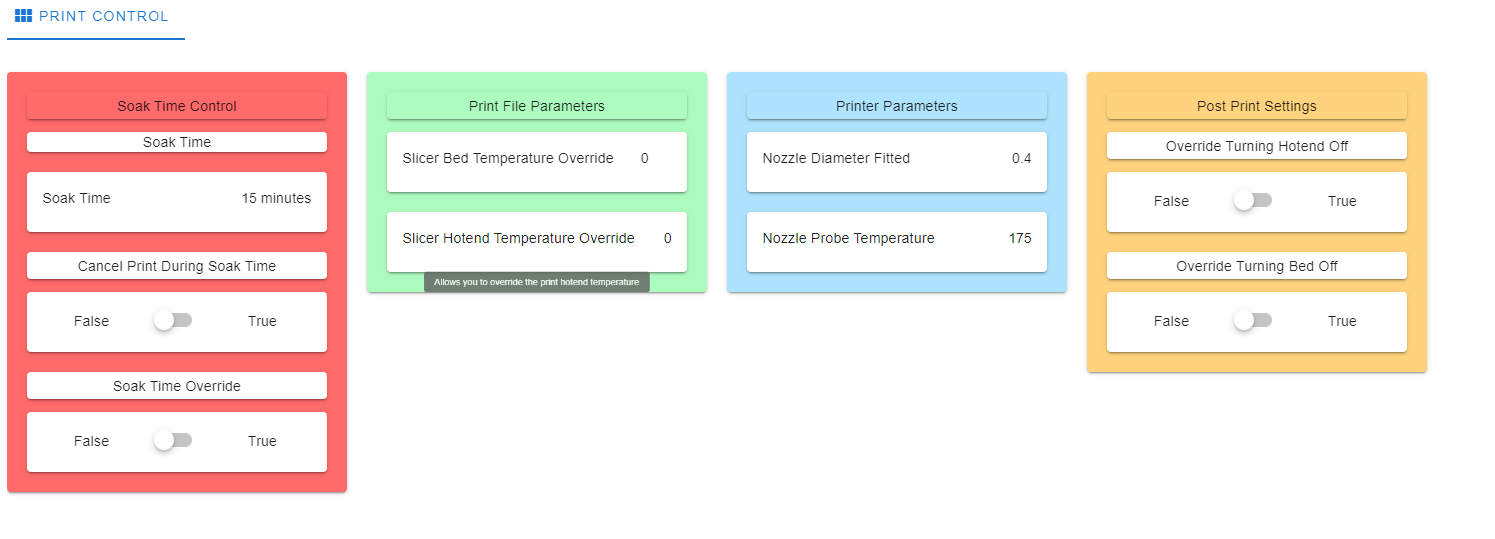 PRINT CONTROL
Soak Time Control
Soak Time
Soak Time 15 minutes
Cancel Print During Soak Time
False True
Soak Time Override
False True
Print File Parameters
Slicer Bed Temperature Override 0
Slicer Hotend Temperature Override 0
Allows you to override the print hotend temperature
Printer Parameters
Nozzle Diameter Fitted 0.4
Nozzle Probe Temperature 175
Post Print Settings
Override Turning Hotend Off
False True
Override Turning Bed Off
False True